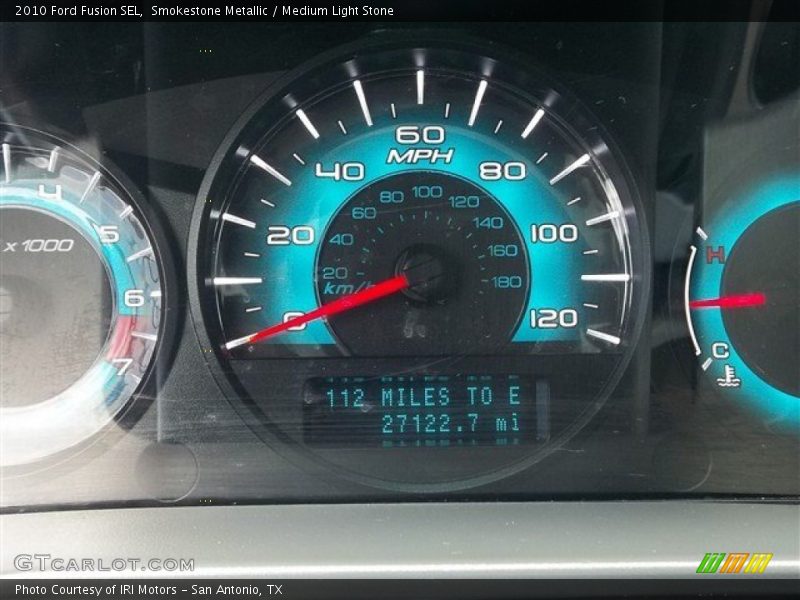 2010 Ford Fusion SEL, Smokestone Metallic / Medium Light Stone
4
5
6
7
x1000
0
20
40
60
80
100
120
MPH
20
40
60
80
100
120
140
160
180
km/h
H
C
112 MILES TO E
27122.7 mi
GTCARLOT.COM
Photo Courtesy of IRI Motors – San Antonio, TX